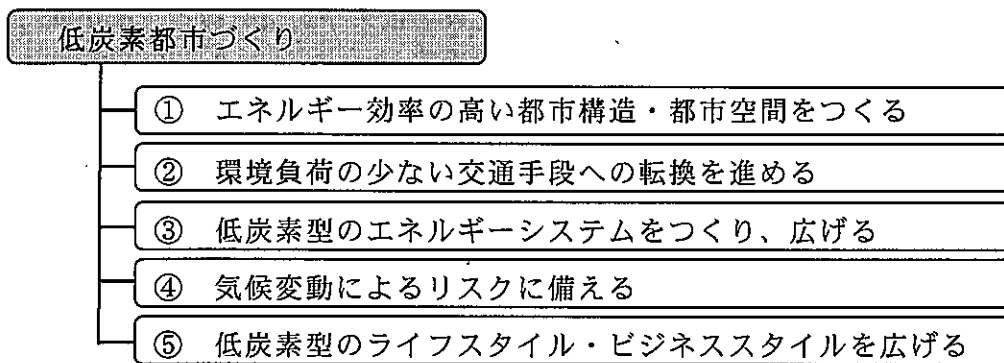 低炭素都市づくり
① エネルギー効率の高い都市構造・都市空間をつくる
② 環境負荷の少ない交通手段への転換を進める
③ 低炭素型のエネルギーシステムをつくり、広げる
④ 気候変動によるリスクに備える
⑤ 低炭素型のライフスタイル・ビジネススタイルを広げる